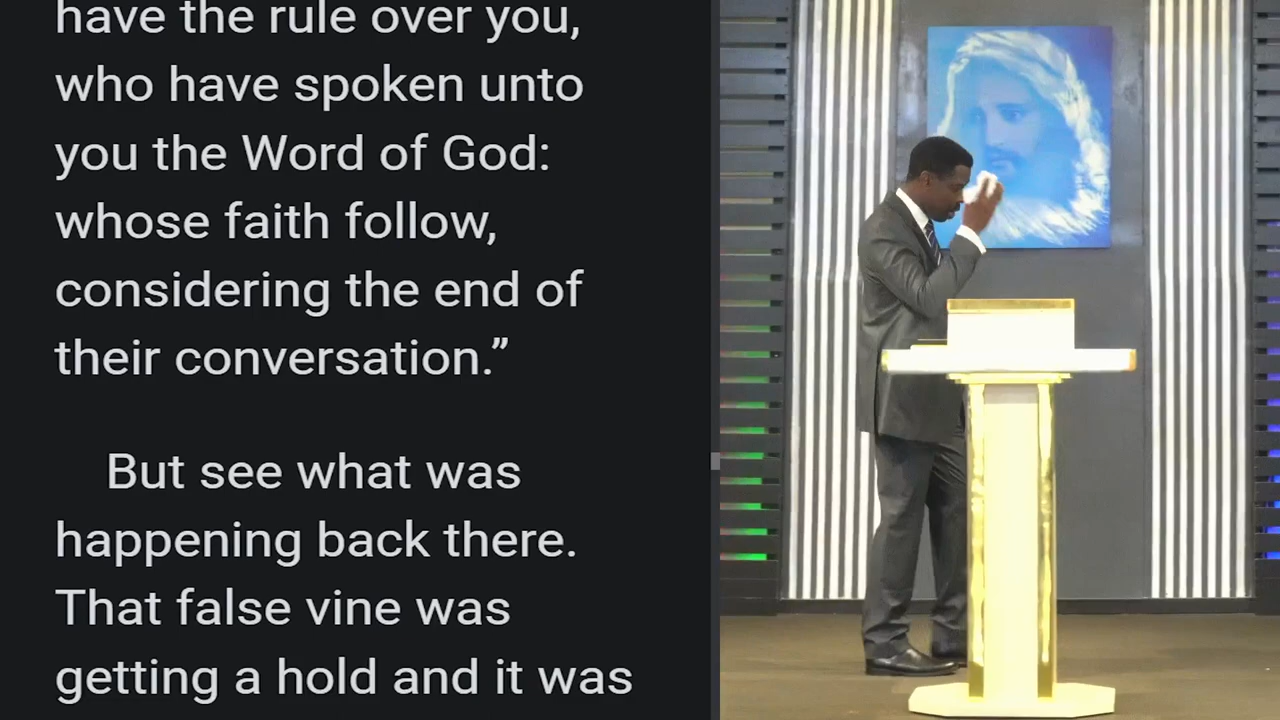 have the rule over you,
who have spoken unto
you the Word of God:
whose faith follow,
considering the end of
their conversation.”
But see what was
happening back there.
That false vine was
getting a hold and it was